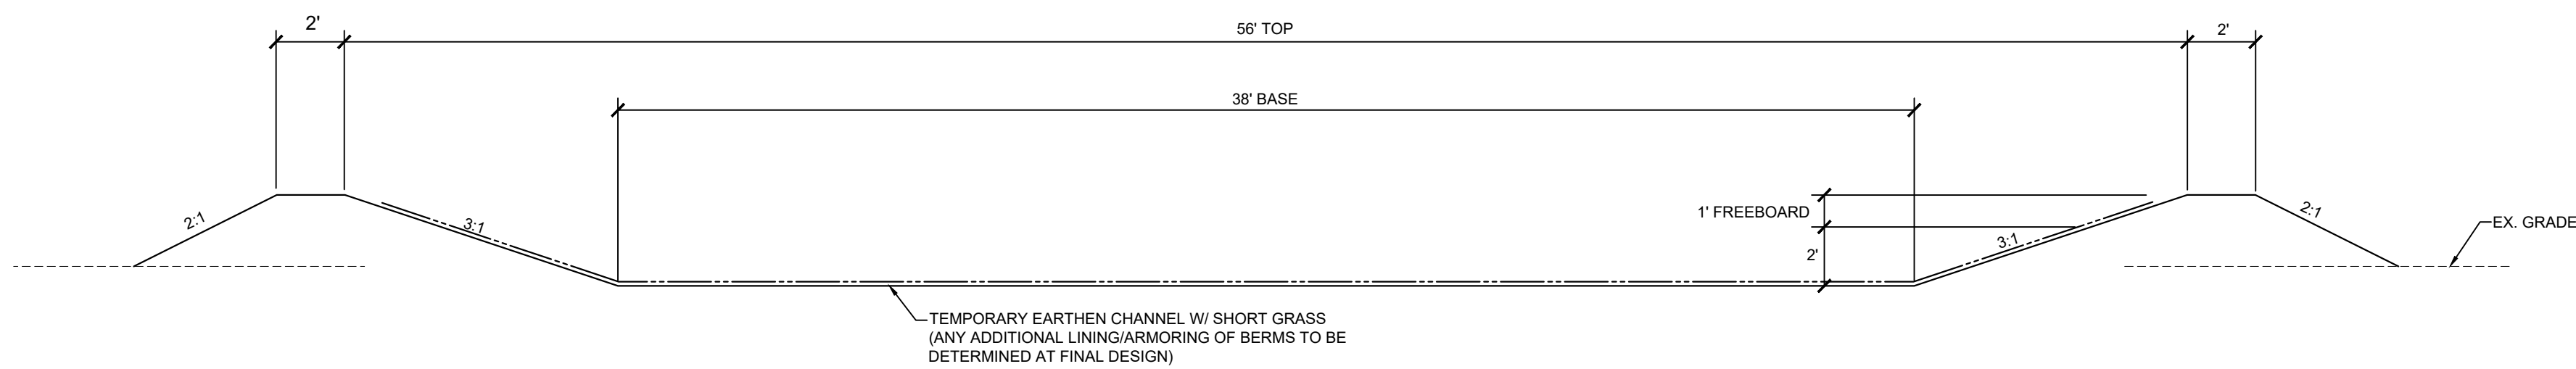 2'
56' TOP
2'
38' BASE
2:1
3:1
1' FREEBOARD
2'
3:1
2:1
EX. GRADE
TEMPORARY EARTHEN CHANNEL W/ SHORT GRASS
(ANY ADDITIONAL LINING/ARMORING OF BERMS TO BE
DETERMINED AT FINAL DESIGN)